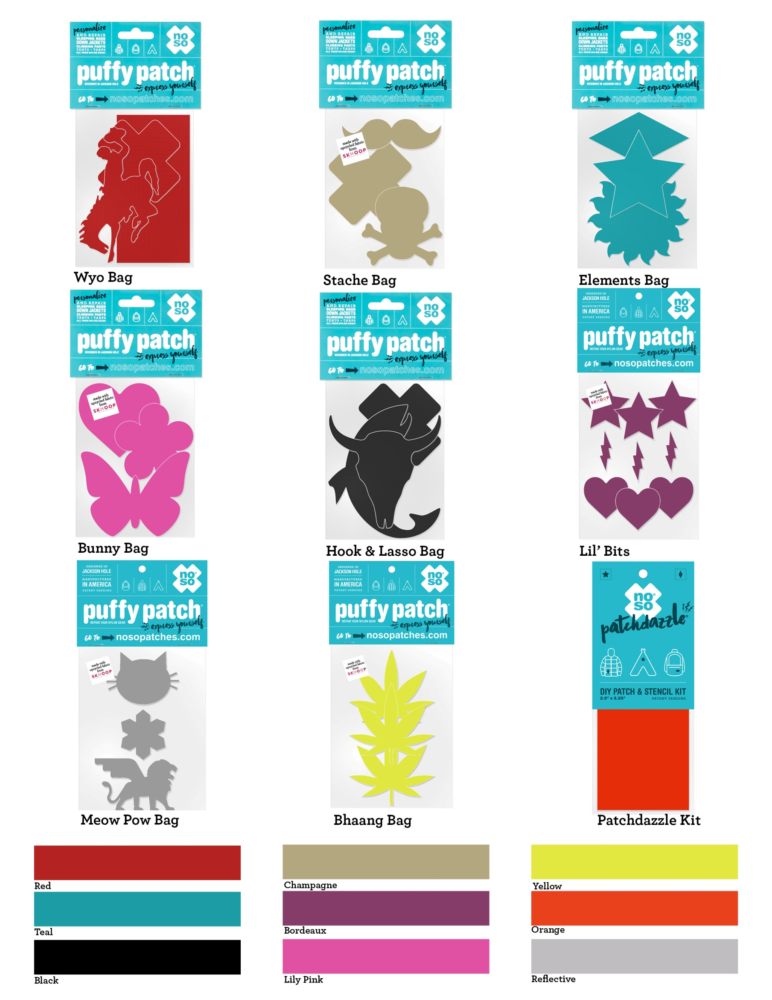 personalize
AND REPAIR
SLEEPING BAGS
DOWN JACKETS
CLIMBING PANTS
TENTS + TARPS
ALL YOUR NYLON GEAR!
no
so
puffy patch™
DESIGNED IN JACKSON HOLE
express yourself
GO TO
nosopatches.com
Wyo Bag
personalize
AND REPAIR
SLEEPING BAGS
DOWN JACKETS
CLIMBING PANTS
TENTS + TARPS
ALL YOUR NYLON GEAR!
no
so
puffy patch™
DESIGNED IN JACKSON HOLE
express yourself
GO TO
nosopatches.com
made with
upcycled fabric
from
SKHOOP
Stache Bag
personalize
AND REPAIR
SLEEPING BAGS
DOWN JACKETS
CLIMBING PANTS
TENTS + TARPS
ALL YOUR NYLON GEAR!
no
so
puffy patch™
DESIGNED IN JACKSON HOLE
express yourself
GO TO
nosopatches.com
Elements Bag
personalize
AND REPAIR
SLEEPING BAGS
DOWN JACKETS
CLIMBING PANTS
TENTS + TARPS
ALL YOUR NYLON GEAR!
no
so
puffy patch™
DESIGNED IN JACKSON HOLE
express yourself
GO TO
nosopatches.com
made with
upcycled fabric
from
SKHOOP
Bunny Bag
personalize
AND REPAIR
SLEEPING BAGS
DOWN JACKETS
CLIMBING PANTS
TENTS + TARPS
ALL YOUR NYLON GEAR!
no
so
puffy patch™
DESIGNED IN JACKSON HOLE
express yourself
GO TO
nosopatches.com
Hook & Lasso Bag
DESIGNED IN
JACKSON HOLE
MANUFACTURED
IN AMERICA
PATENT PENDING
no®
so
puffy patch®
REPAIR YOUR NYLON GEAR
express yourself
GO TO
nosopatches.com
made with
upcycled fabric
from
SKHOOP
Lil’ Bits
DESIGNED IN
JACKSON HOLE
MANUFACTURED
IN AMERICA
PATENT PENDING
no®
so
puffy patch®
REPAIR YOUR NYLON GEAR
express yourself
GO TO
nosopatches.com
made with
upcycled fabric
from
SKHOOP
Meow Pow Bag
DESIGNED IN
JACKSON HOLE
MANUFACTURED
IN AMERICA
PATENT PENDING
no®
so
puffy patch®
REPAIR YOUR NYLON GEAR
express yourself
GO TO
nosopatches.com
made with
upcycled fabric
from
SKHOOP
Bhaang Bag
no®
so
patchdazzle®
DIY PATCH & STENCIL KIT
2.5" x 5.25"
PATENT PENDING
Patchdazzle Kit
Red
Champagne
Yellow
Teal
Bordeaux
Orange
Black
Lily Pink
Reflective